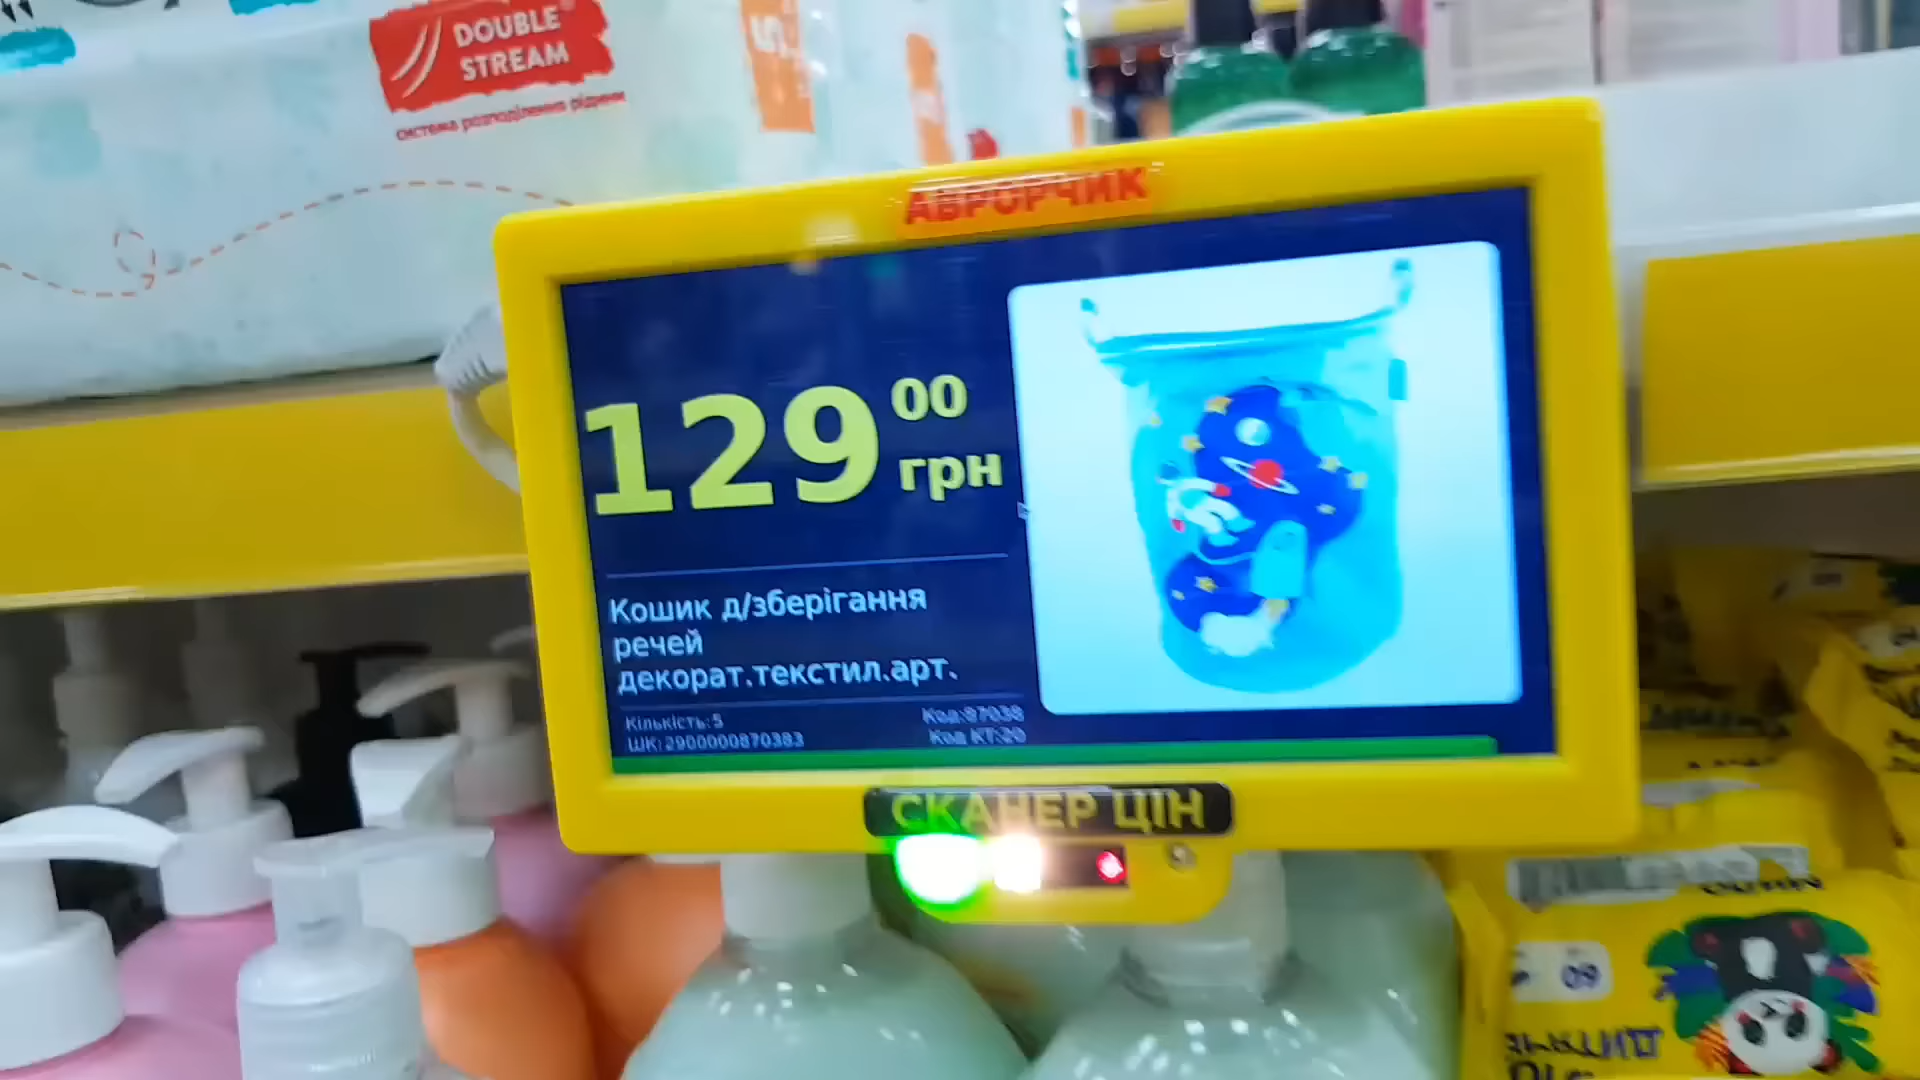 DOUBLE
STREAM
система розподілення рідини
АВРОРЧИК
129 00
грн
Кошик д/зберігання
речей
декорат.текстил.арт.
Кількість:5
Код:87038
ШК:2900000870383
Код КТ:20
СКАНЕР ЦІН
09